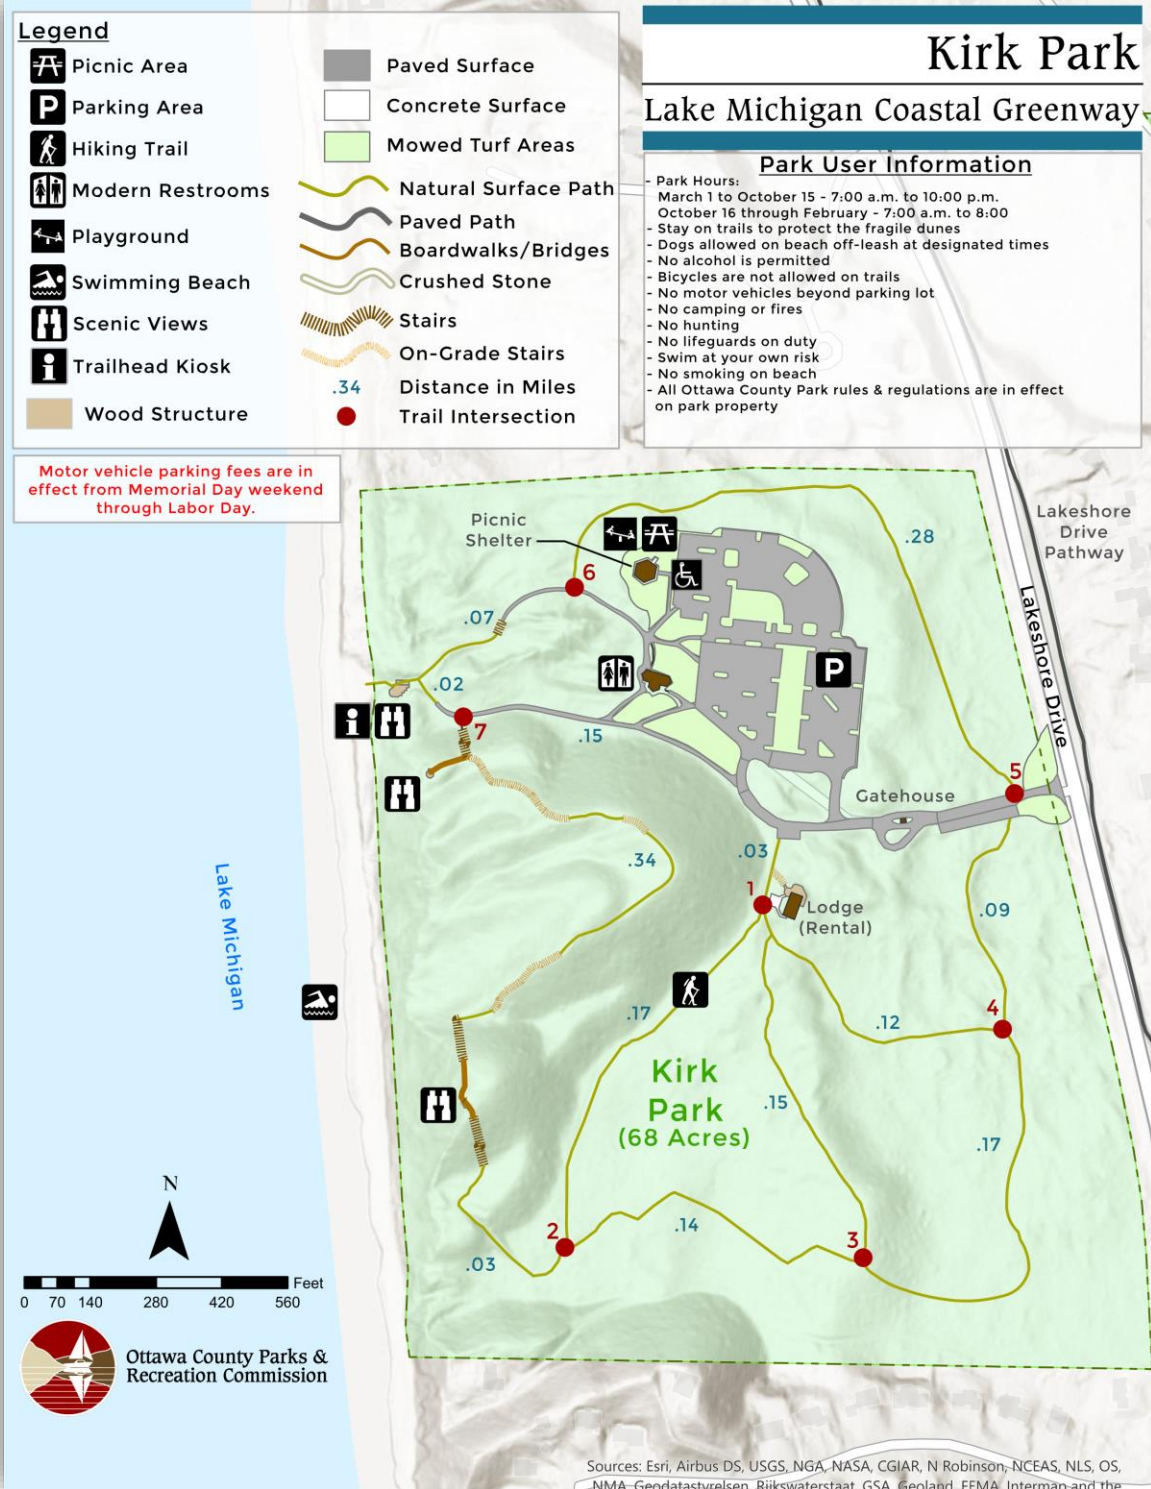 Legend
Picnic Area
Parking Area
P
Hiking Trail
Modern Restrooms
Playground
Swimming Beach
Scenic Views
i
Trailhead Kiosk
Wood Structure
Paved Surface
Concrete Surface
Mowed Turf Areas
Natural Surface Path
Paved Path
Boardwalks/Bridges
Crushed Stone
Stairs
On-Grade Stairs
.34 Distance in Miles
Trail Intersection
Kirk Park
Lake Michigan Coastal Greenway
Park User Information
- Park Hours:
March 1 to October 15 - 7:00 a.m. to 10:00 p.m.
October 16 through February - 7:00 a.m. to 8:00
- Stay on trails to protect the fragile dunes
- Dogs allowed on beach off-leash at designated times
- No alcohol is permitted
- Bicycles are not allowed on trails
- No motor vehicles beyond parking lot
- No camping or fires
- No hunting
- No lifeguards on duty
- Swim at your own risk
- No smoking on beach
- All Ottawa County Park rules & regulations are in effect
on park property
Motor vehicle parking fees are in
effect from Memorial Day weekend
through Labor Day.
Picnic
Shelter
Lakeshore
Drive
Pathway
.28
6
.07
Lakeshore Drive
P
.02
i
7
.15
5
Gatehouse
.34
.03
1
Lodge
(Rental)
.09
Lake Michigan
.17
.12
4
Kirk
Park
(68 Acres)
.15
.17
2
.14
3
.03
N
Feet
0 70 140 280 420 560
Ottawa County Parks &
Recreation Commission
Sources: Esri, Airbus DS, USGS, NGA, NASA, CGIAR, N Robinson, NCEAS, NLS, OS,
NMA, Geodatastyrelsen, Rijkswaterstaat, GSA, Geoland, FEMA, Intermap and the